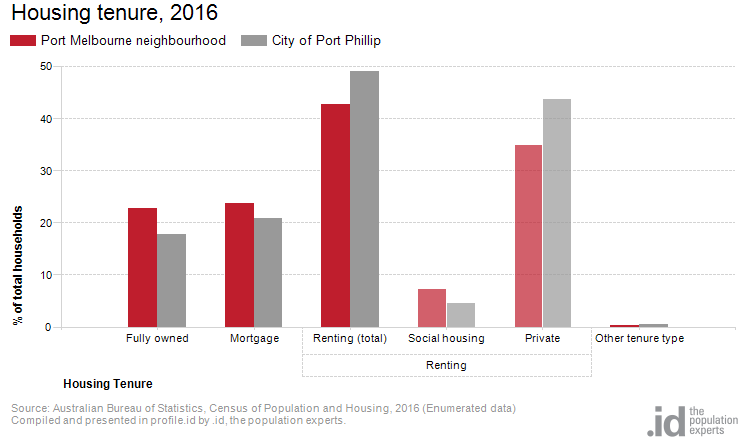 Housing tenure, 2016
Port Melbourne neighbourhood City of Port Phillip
50
40
30
20
10
0
% of total households
Fully owned Mortgage Renting (total) Social housing Private Other tenure type
Renting
Housing Tenure
Source: Australian Bureau of Statistics, Census of Population and Housing, 2016 (Enumerated data)
Compiled and presented in profile.id by .id, the population experts.
.id the
population
experts